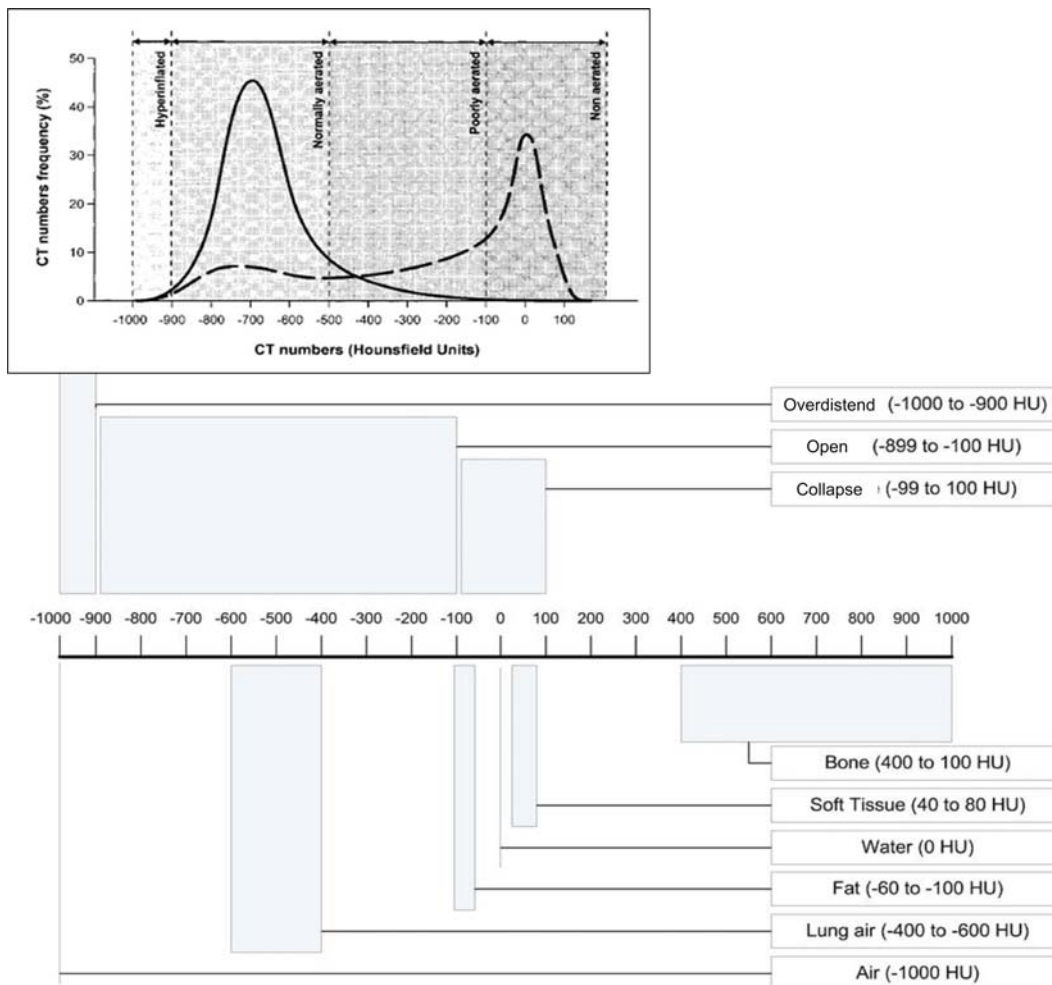 Hyperinflated
Normally aerated
Poorly aerated
Non aerated
CT numbers frequency (%)
50
40
30
20
10
0
-1000 -900 -800 -700 -600 -500 -400 -300 -200 -100 0 100
CT numbers (Hounsfield Units)
Overdistend (-1000 to -900 HU)
Open (-899 to -100 HU)
Collapse (-99 to 100 HU)
-1000 -900 -800 -700 -600 -500 -400 -300 -200 -100 0 100 200 300 400 500 600 700 800 900 1000
Bone (400 to 100 HU)
Soft Tissue (40 to 80 HU)
Water (0 HU)
Fat (-60 to -100 HU)
Lung air (-400 to -600 HU)
Air (-1000 HU)